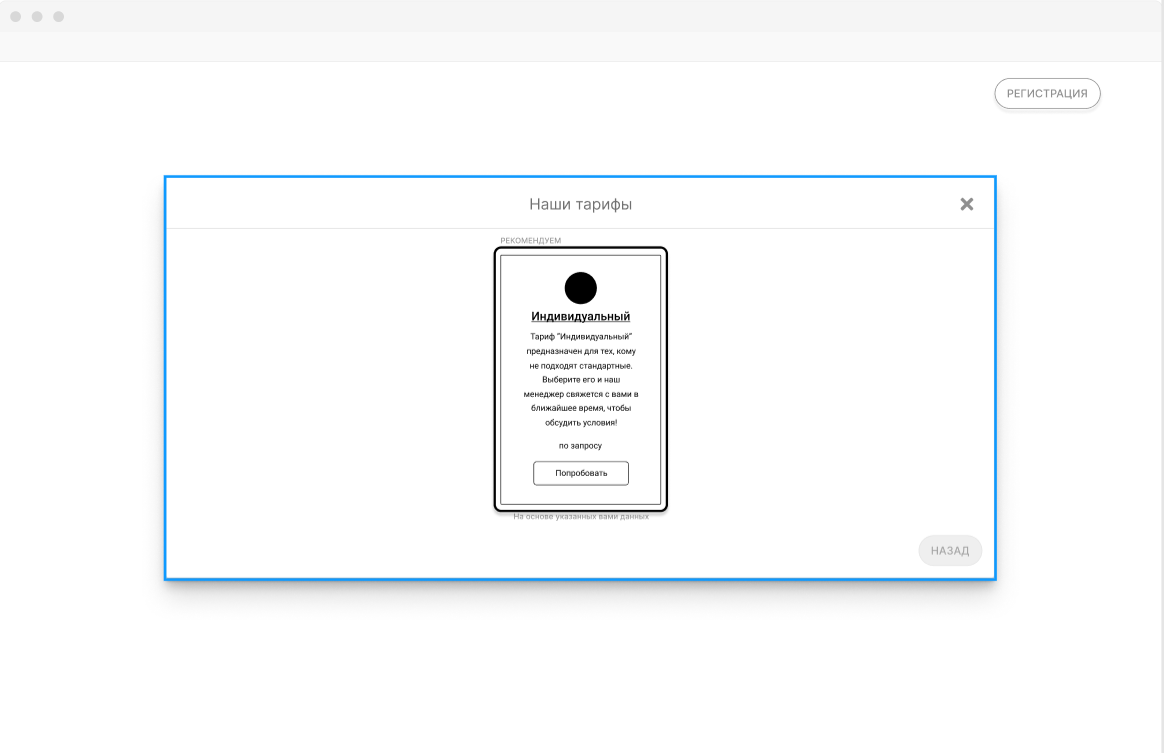 РЕГИСТРАЦИЯ
Наши тарифы
РЕКОМЕНДУЕМ
Индивидуальный
Тариф "Индивидуальный"
предназначен для тех, кому
не подходят стандартные.
Выберите его и наш
менеджер свяжется с вами в
ближайшее время, чтобы
обсудить условия!
по запросу
Попробовать
На основе указанных вами данных
НАЗАД